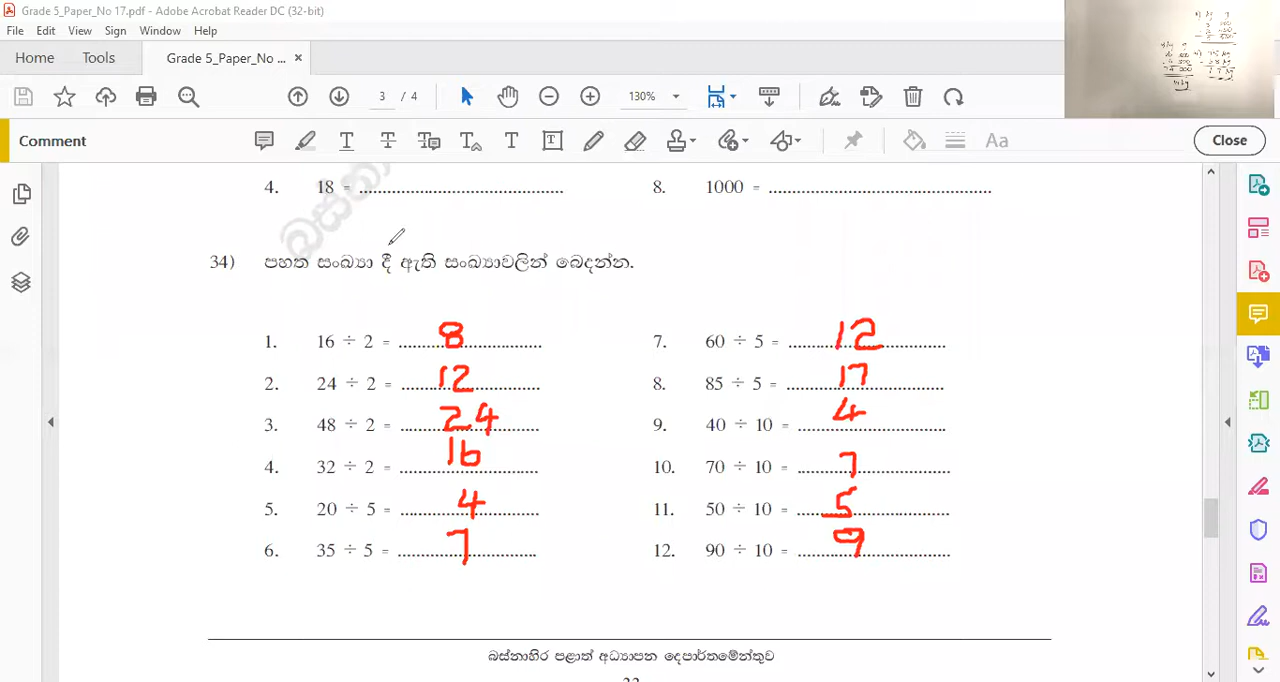 Grade 5_Paper_No 17.pdf - Adobe Acrobat Reader DC (32-bit)
File Edit View Sign Window Help
Home Tools Grade 5_Paper_No ... ×
3 / 4 130%
Comment Close
4. 18 = ........................................ 8. 1000 = ............................................
බස්නා
34) පහත සංඛ්‍යා දී ඇති සංඛ්‍යාවලින් බෙදන්න.
1. 16 ÷ 2 = 8 7. 60 ÷ 5 = 12
2. 24 ÷ 2 = 12 8. 85 ÷ 5 = 17
3. 48 ÷ 2 = 24 9. 40 ÷ 10 = 4
4. 32 ÷ 2 = 16 10. 70 ÷ 10 = 7
5. 20 ÷ 5 = 4 11. 50 ÷ 10 = 5
6. 35 ÷ 5 = 7 12. 90 ÷ 10 = 9
බස්නාහිර පළාත් අධ්‍යාපන දෙපාර්තමේන්තුව